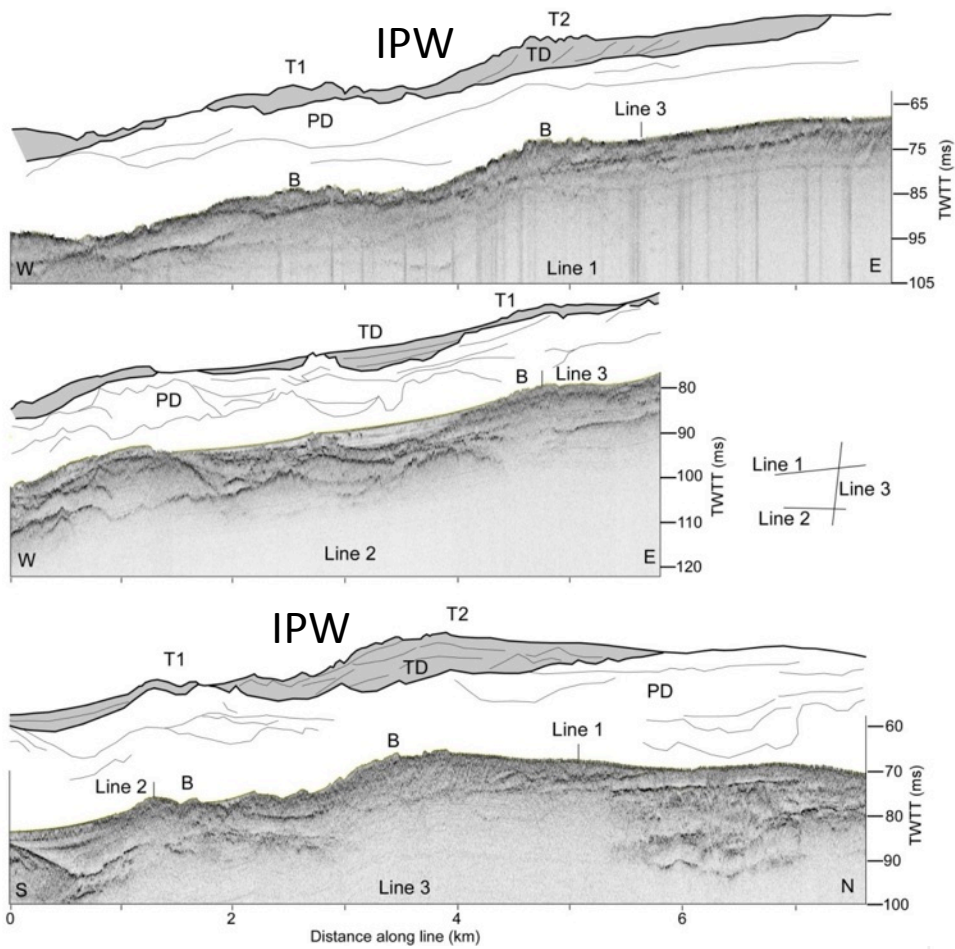 IPW
T2
T1
TD
PD
Line 3
B
B
65
75
85
95
105
TWTT (ms)
W
Line 1
E
T1
TD
PD
B
Line 3
80
90
100
110
120
TWTT (ms)
W
Line 2
E
Line 1
Line 3
Line 2
IPW
T2
T1
TD
PD
B
Line 1
Line 2
B
60
70
80
90
100
TWTT (ms)
S
Line 3
N
0
2
4
6
Distance along line (km)